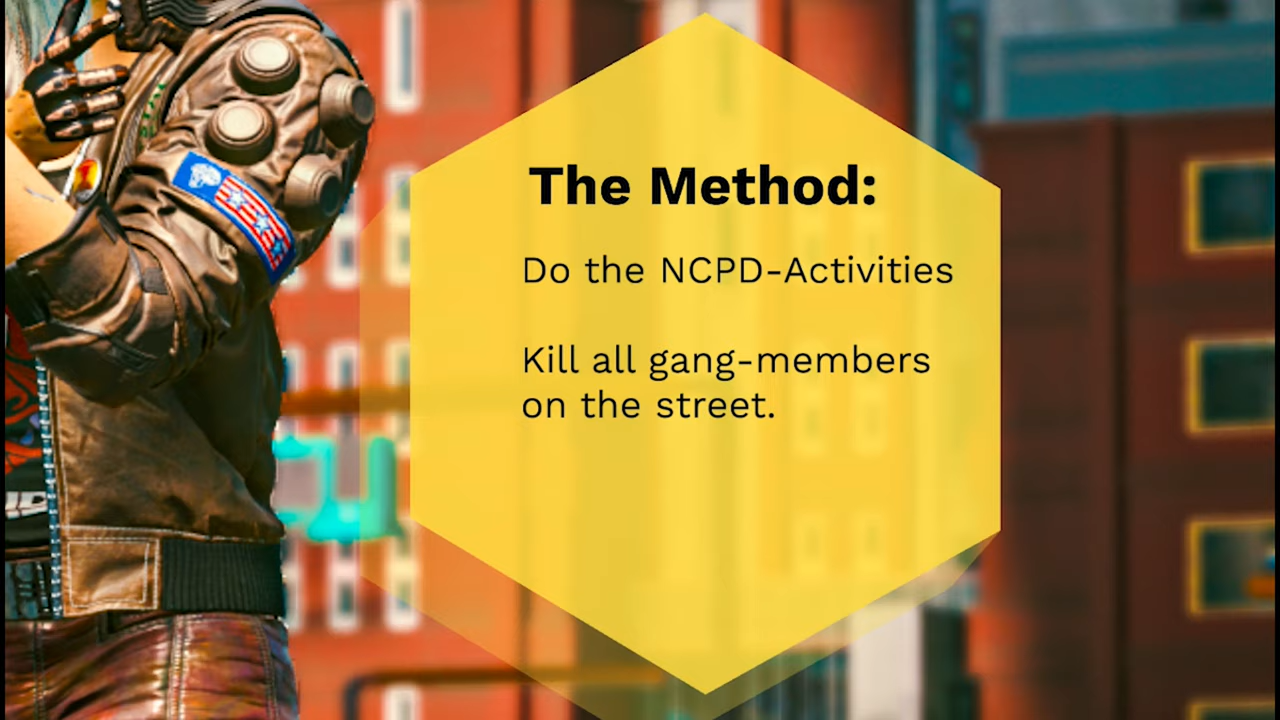 The Method:
Do the NCPD-Activities
Kill all gang-members
on the street.